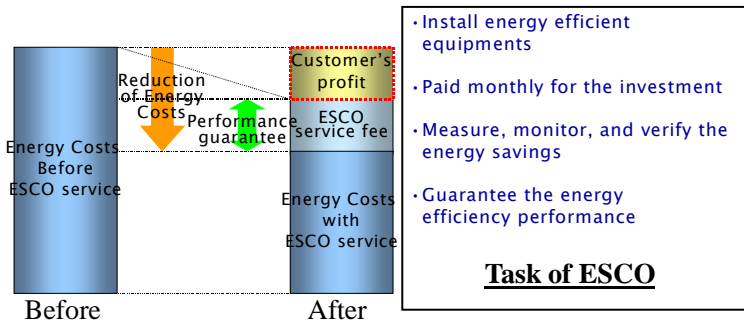 Energy Costs
Before
ESCO service
Before
Reduction
of Energy
Costs
Performance
guarantee
Customer's
profit
ESCO
service fee
Energy Costs
with
ESCO service
After
・Install energy efficient
equipments
・Paid monthly for the investment
・Measure, monitor, and verify the
energy savings
・Guarantee the energy
efficiency performance
Task of ESCO